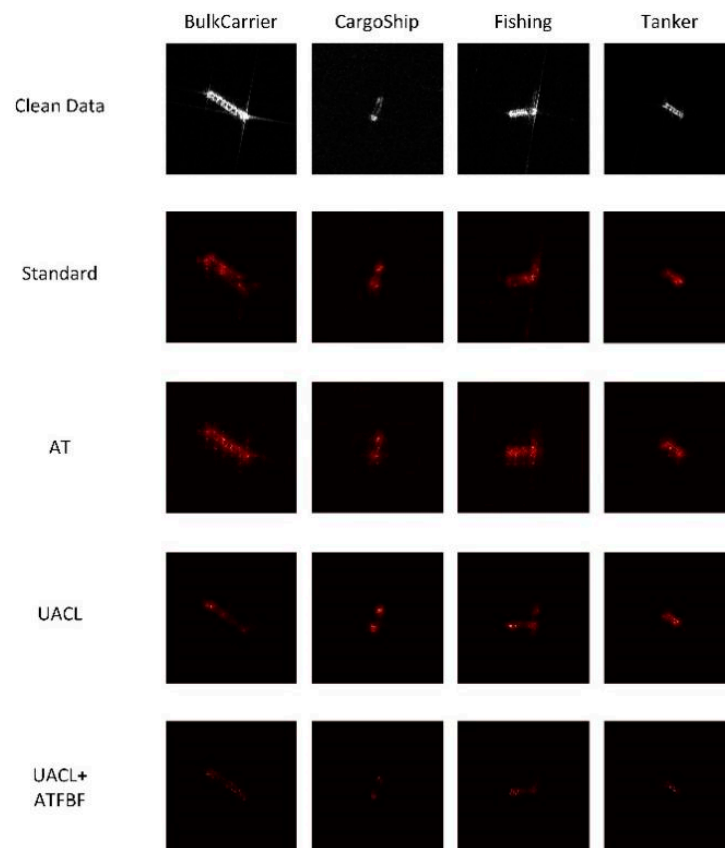 BulkCarrier CargoShip Fishing Tanker
Clean Data
Standard
AT
UACL
UACL+
ATFBF